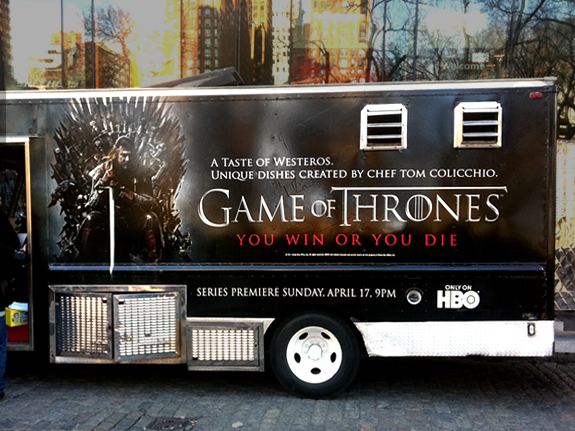 Welcome
A TASTE OF WESTEROS.
UNIQUE DISHES CREATED BY CHEF TOM COLICCHIO.
GAME OF THRONES
YOU WIN OR YOU DIE
SERIES PREMIERE SUNDAY, APRIL 17, 9PM
ONLY ON
HBO